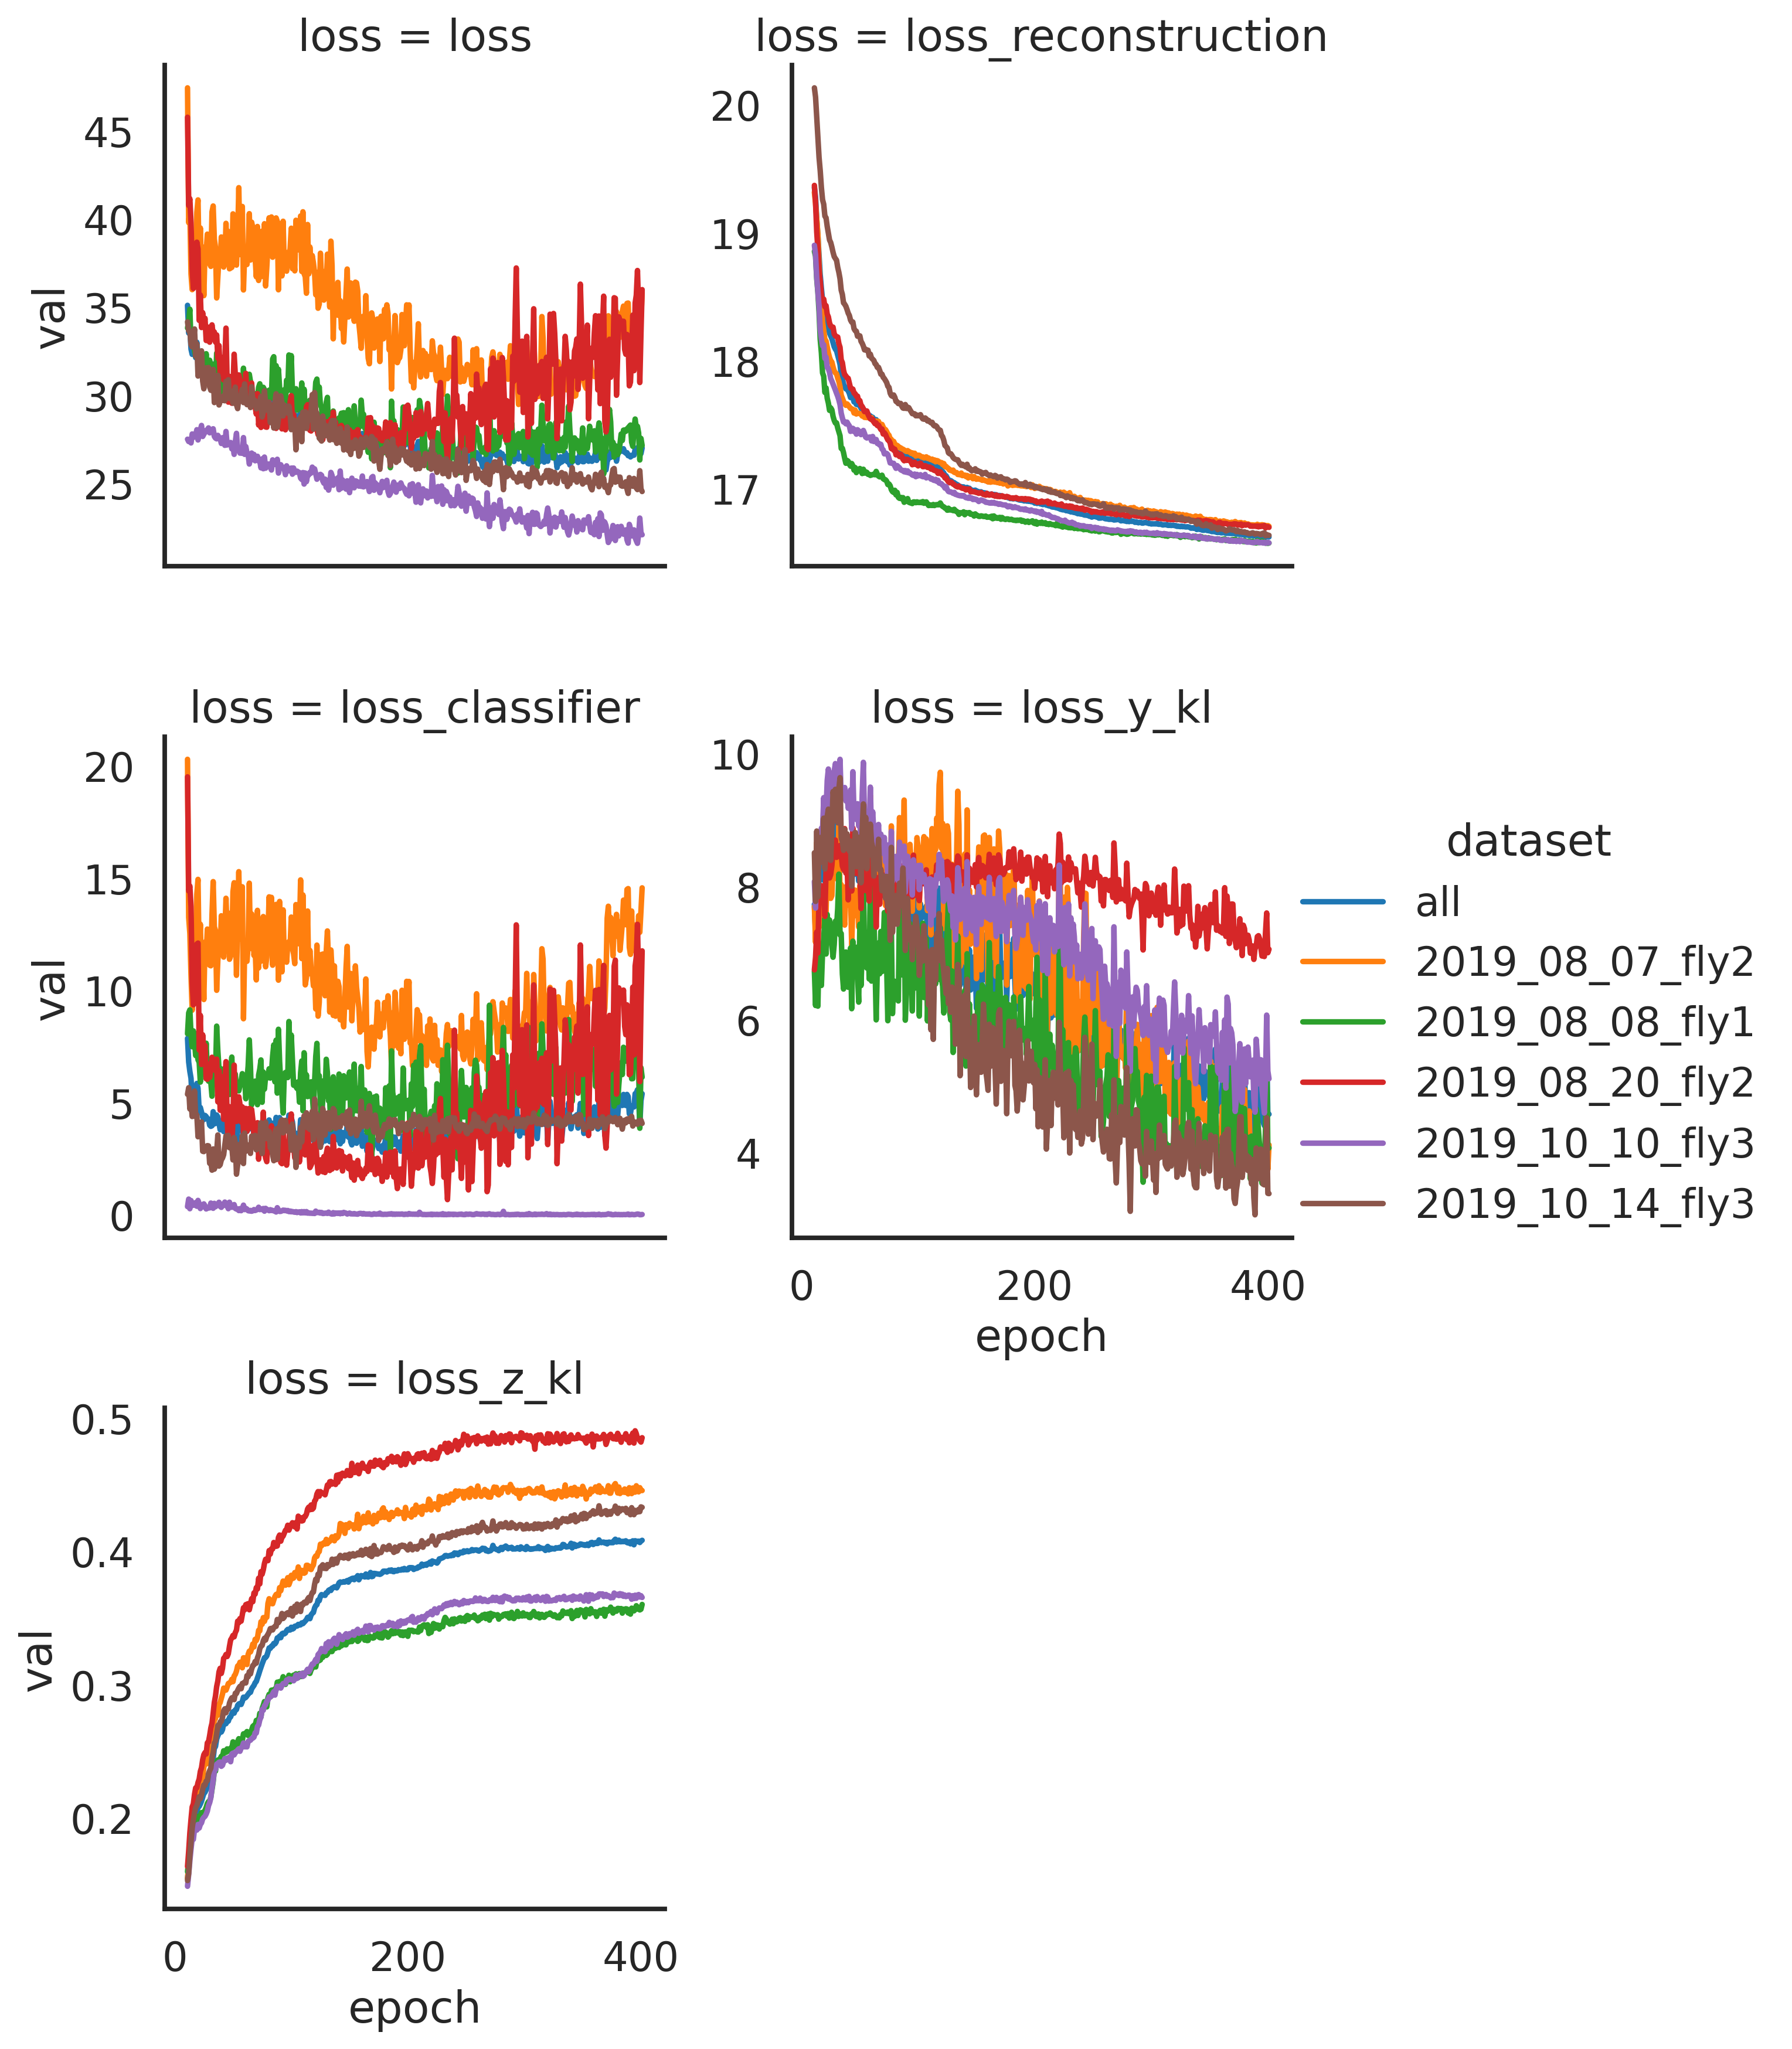 loss = loss
loss = loss_reconstruction
val
45
40
35
30
25
20
19
18
17
loss = loss_classifier
loss = loss_y_kl
val
20
15
10
5
0
10
8
6
4
0
200
400
epoch
dataset
all
2019_08_07_fly2
2019_08_08_fly1
2019_08_20_fly2
2019_10_10_fly3
2019_10_14_fly3
loss = loss_z_kl
val
0.5
0.4
0.3
0.2
0
200
400
epoch